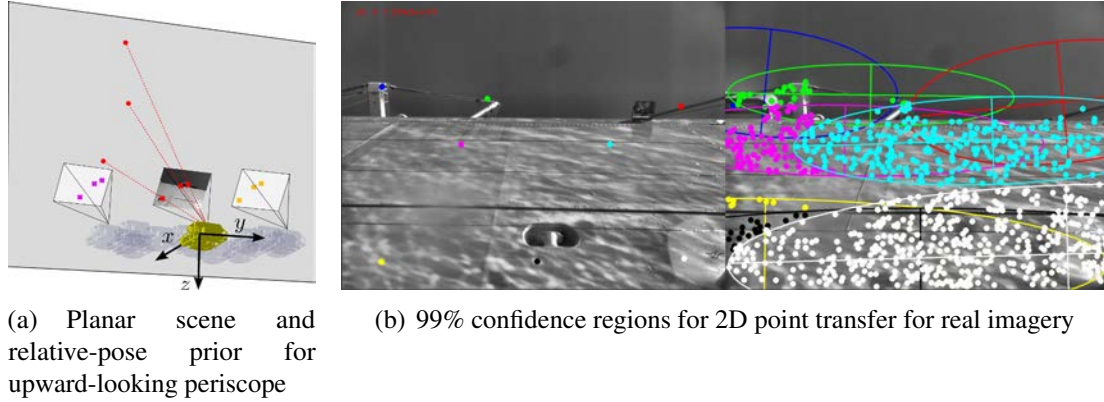 x
y
z
(a) Planar scene and
relative-pose prior for
upward-looking periscope
(b) 99% confidence regions for 2D point transfer for real imagery